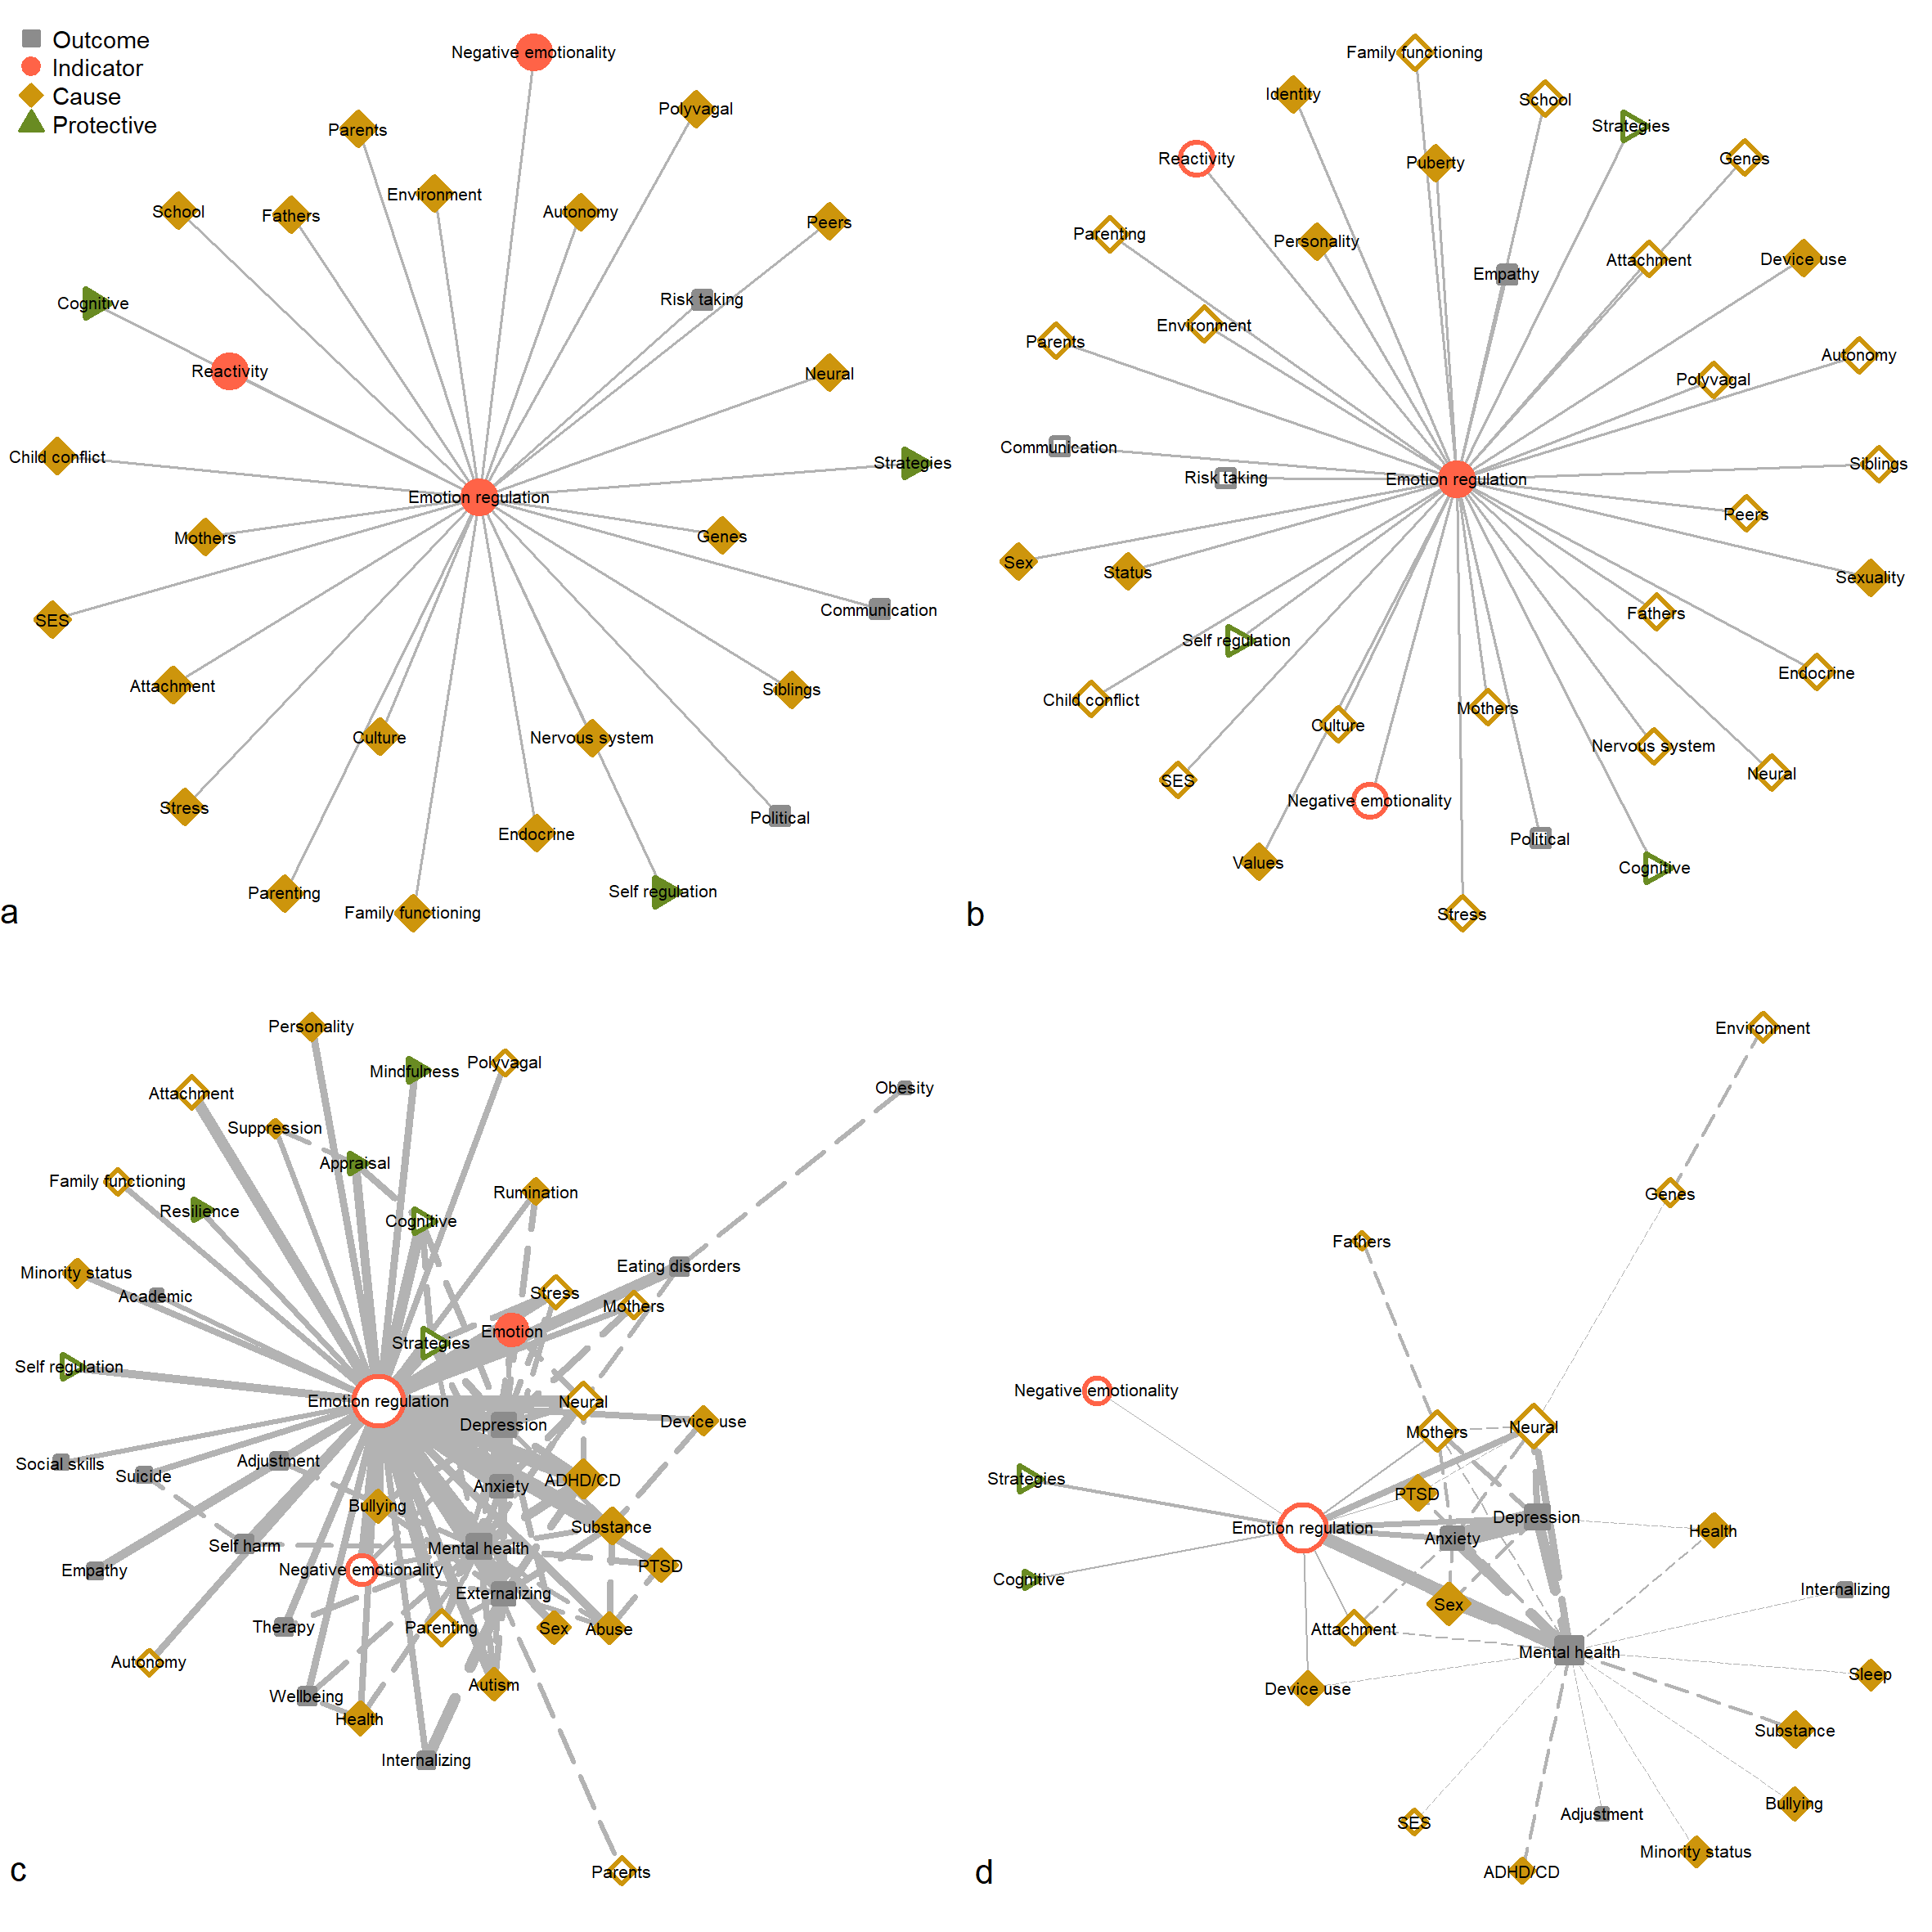 Outcome
Indicator
Cause
Protective
Negative emotionality
Polyvagal
Parents
Environment
Autonomy
School
Fathers
Peers
Cognitive
Risk taking
Reactivity
Neural
Child conflict
Strategies
Emotion regulation
Mothers
Genes
SES
Communication
Attachment
Siblings
Culture
Nervous system
Stress
Political
Endocrine
Parenting
Self regulation
Family functioning
a
Family functioning
Identity
School
Strategies
Reactivity
Puberty
Genes
Parenting
Personality
Attachment
Device use
Empathy
Environment
Parents
Autonomy
Polyvagal
Communication
Siblings
Risk taking
Emotion regulation
Peers
Sex
Status
Sexuality
Fathers
Self regulation
Endocrine
Child conflict
Mothers
Culture
Nervous system
SES
Neural
Negative emotionality
Political
Values
Cognitive
Stress
b
Personality
Mindfulness
Polyvagal
Attachment
Obesity
Suppression
Appraisal
Family functioning
Rumination
Resilience
Cognitive
Eating disorders
Minority status
Academic
Stress
Mothers
Emotion
Strategies
Self regulation
Emotion regulation
Neural
Depression
Device use
Social skills
Adjustment
Suicide
Anxiety
ADHD/CD
Bullying
Substance
Self harm
Mental health
Empathy
Negative emotionality
PTSD
Externalizing
Therapy
Parenting
Sex
Abuse
Autonomy
Autism
Wellbeing
Health
Internalizing
Parents
c
Environment
Genes
Fathers
Negative emotionality
Mothers
Neural
Strategies
PTSD
Depression
Emotion regulation
Anxiety
Health
Cognitive
Internalizing
Sex
Attachment
Mental health
Device use
Sleep
Substance
Bullying
SES
Adjustment
Minority status
ADHD/CD
d